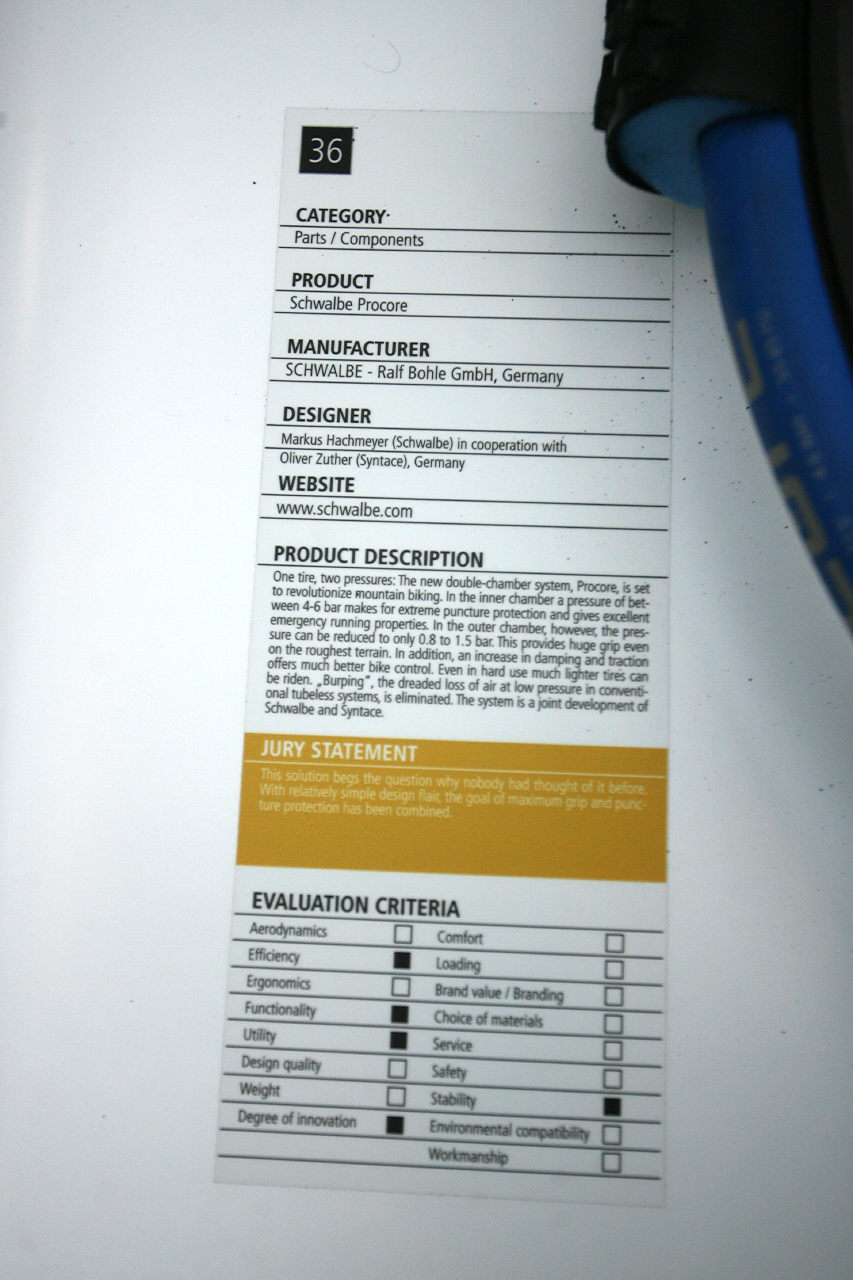 36
CATEGORY
Parts / Components
PRODUCT
Schwalbe Procore
MANUFACTURER
SCHWALBE - Ralf Bohle GmbH, Germany
DESIGNER
Markus Hachmeyer (Schwalbe) in cooperation with
Oliver Zuther (Syntace), Germany
WEBSITE
www.schwalbe.com
PRODUCT DESCRIPTION
One tire, two pressures: The new double-chamber system, Procore, is set
to revolutionize mountain biking. In the inner chamber a pressure of bet-
ween 4-6 bar makes for extreme puncture protection and gives excellent
emergency running properties. In the outer chamber, however, the pres-
sure can be reduced to only 0.8 to 1.5 bar. This provides huge grip even
on the roughest terrain. In addition, an increase in damping and traction
offers much better bike control. Even in hard use much lighter tires can
be riden. „Burping", the dreaded loss of air at low pressure in conventi-
onal tubeless systems, is eliminated. The system is a joint development of
Schwalbe and Syntace.
JURY STATEMENT
This solution begs the question why nobody had thought of it before.
With relatively simple design flair, the goal of maximum grip and punc-
ture protection has been combined.
EVALUATION CRITERIA
Aerodynamics
Efficiency
Ergonomics
Functionality
Utility
Design quality
Weight
Degree of innovation
Comfort
Loading
Brand value / Branding
Choice of materials
Service
Safety
Stability
Environmental compatibility
Workmanship